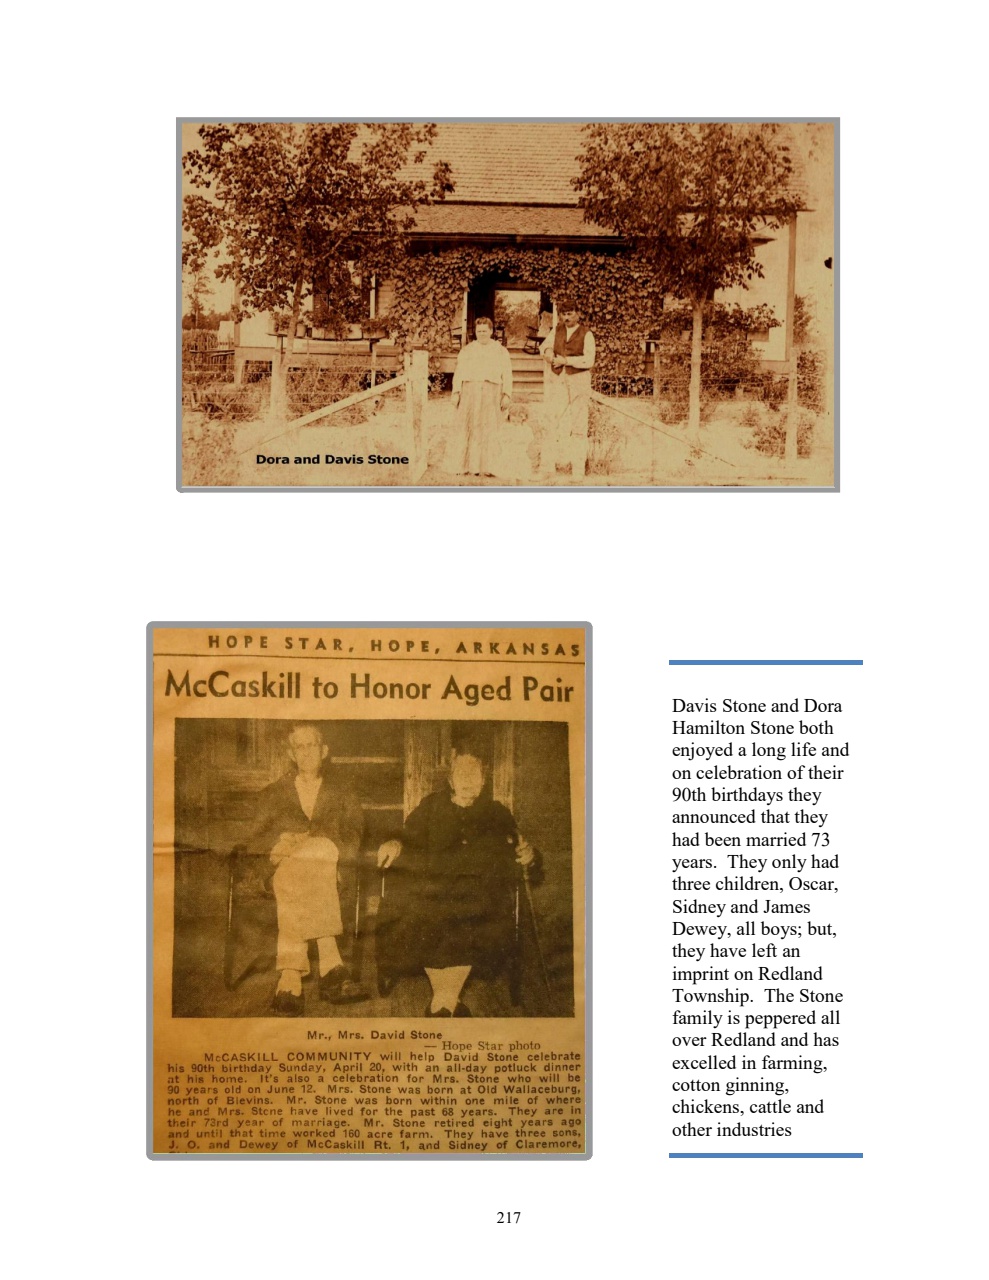 Dora and Davis Stone
HOPE STAR, HOPE, ARKANSAS
McCaskill to Honor Aged Pair
Mr., Mrs. David Stone
— Hope Star photo
McCASKILL COMMUNITY will help David Stone celebrate
his 90th birthday Sunday, April 20, with an all-day potluck dinner
at his home. It's also a celebration for Mrs. Stone who will be
90 years old on June 12. Mrs. Stone was born at Old Wallaceburg,
north of Blevins. Mr. Stone was born within one mile of where
he and Mrs. Stone have lived for the past 68 years. They are in
their 73rd year of marriage. Mr. Stone retired eight years ago
and until that time worked 160 acre farm. They have three sons,
J. O. and Dewey of McCaskill Rt. 1, and Sidney of Claremore,
Davis Stone and Dora
Hamilton Stone both
enjoyed a long life and
on celebration of their
90th birthdays they
announced that they
had been married 73
years. They only had
three children, Oscar,
Sidney and James
Dewey, all boys; but,
they have left an
imprint on Redland
Township. The Stone
family is peppered all
over Redland and has
excelled in farming,
cotton ginning,
chickens, cattle and
other industries
217